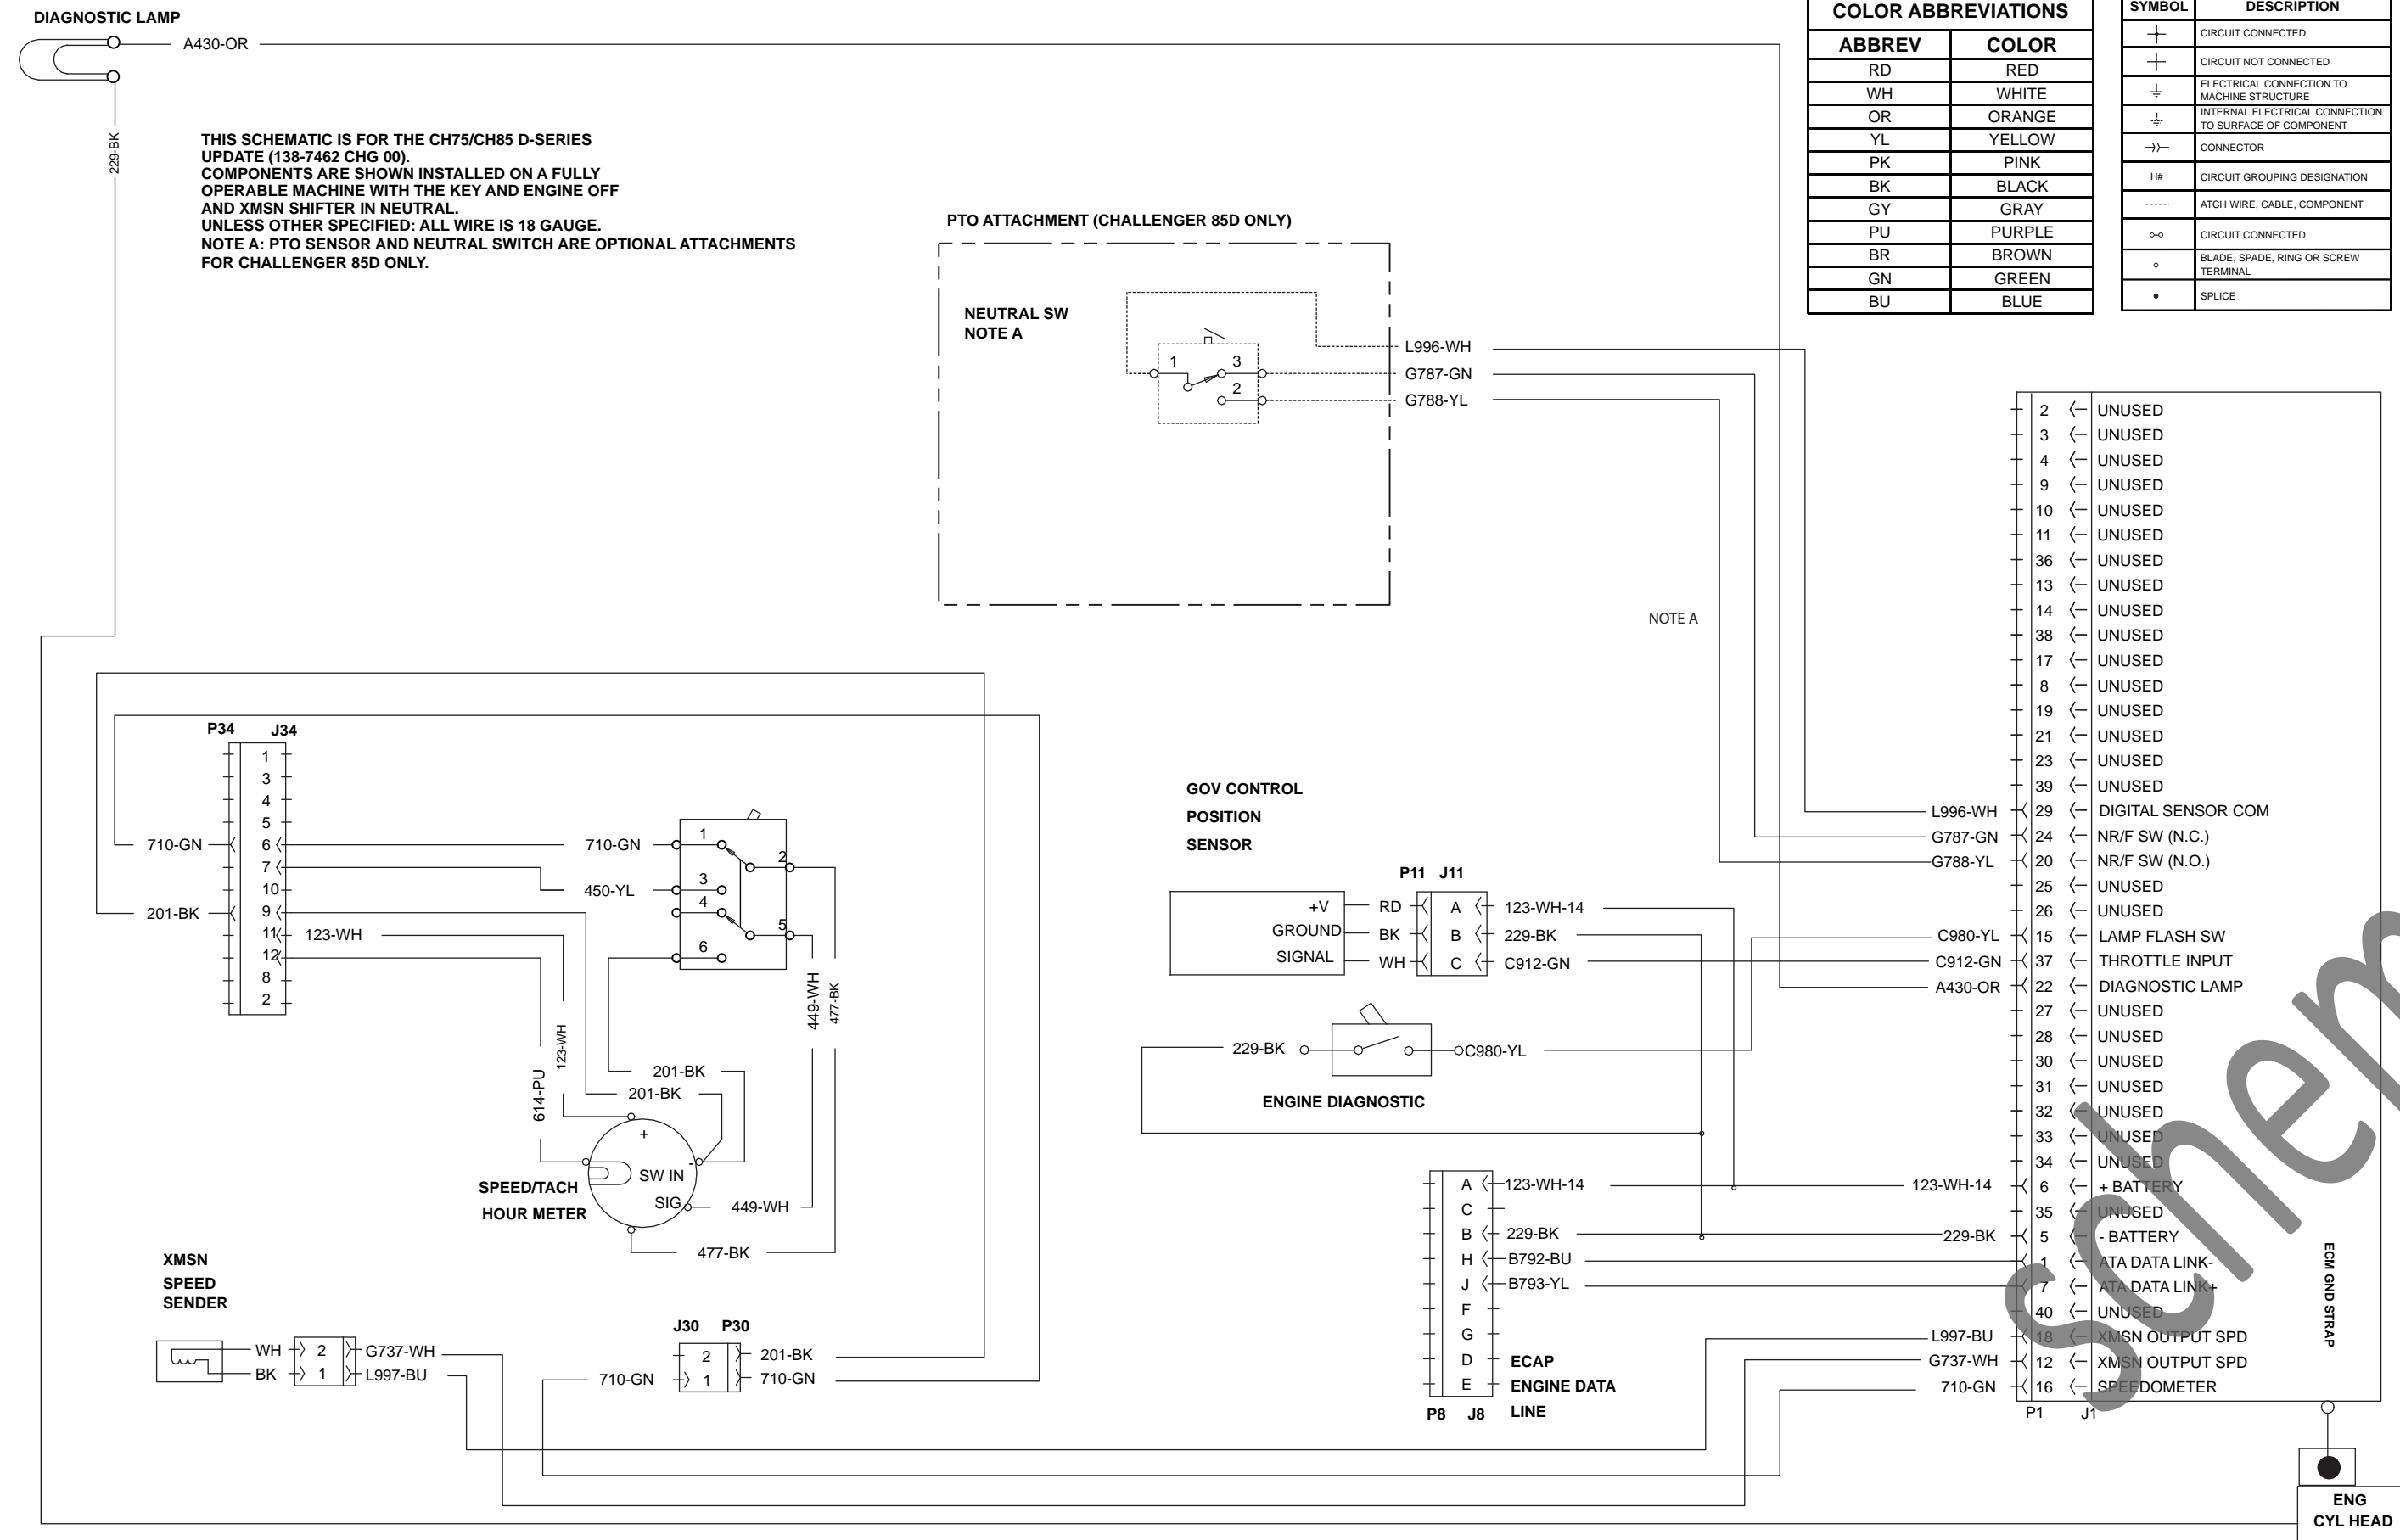 DIAGNOSTIC LAMP
A430-OR
229-BK
THIS SCHEMATIC IS FOR THE CH75/CH85 D-SERIES
UPDATE (138-7462 CHG 00).
COMPONENTS ARE SHOWN INSTALLED ON A FULLY
OPERABLE MACHINE WITH THE KEY AND ENGINE OFF
AND XMSN SHIFTER IN NEUTRAL.
UNLESS OTHER SPECIFIED: ALL WIRE IS 18 GAUGE.
NOTE A: PTO SENSOR AND NEUTRAL SWITCH ARE OPTIONAL ATTACHMENTS
FOR CHALLENGER 85D ONLY.
COLOR ABBREVIATIONS
ABBREV COLOR
RD RED
WH WHITE
OR ORANGE
YL YELLOW
PK PINK
BK BLACK
GY GRAY
PU PURPLE
BR BROWN
GN GREEN
BU BLUE
SYMBOL DESCRIPTION
CIRCUIT CONNECTED
CIRCUIT NOT CONNECTED
ELECTRICAL CONNECTION TO
MACHINE STRUCTURE
INTERNAL ELECTRICAL CONNECTION
TO SURFACE OF COMPONENT
CONNECTOR
H# CIRCUIT GROUPING DESIGNATION
ATCH WIRE, CABLE, COMPONENT
CIRCUIT CONNECTED
BLADE, SPADE, RING OR SCREW
TERMINAL
SPLICE
PTO ATTACHMENT (CHALLENGER 85D ONLY)
NEUTRAL SW
NOTE A
1 3
2
L996-WH
G787-GN
G788-YL
NOTE A
P34 J34
1
3
4
5
710-GN 6
7
10
201-BK 9
11 123-WH
12
8
2
710-GN
450-YL
1
2
3
4
5
6
449-WH
477-BK
123-WH
614-PU
201-BK
201-BK
+
-
SW IN
SIG
SPEED/TACH
HOUR METER
449-WH
477-BK
XMSN
SPEED
SENDER
WH 2 G737-WH
BK 1 L997-BU
J30 P30
2 201-BK
710-GN 1 710-GN
GOV CONTROL
POSITION
SENSOR
P11 J11
+V RD A 123-WH-14
GROUND BK B 229-BK
SIGNAL WH C C912-GN
229-BK C980-YL
ENGINE DIAGNOSTIC
A 123-WH-14
C
B 229-BK
H B792-BU
J B793-YL
F
G
D
E
P8 J8
ECAP
ENGINE DATA
LINE
2 UNUSED
3 UNUSED
4 UNUSED
9 UNUSED
10 UNUSED
11 UNUSED
36 UNUSED
13 UNUSED
14 UNUSED
38 UNUSED
17 UNUSED
8 UNUSED
19 UNUSED
21 UNUSED
23 UNUSED
39 UNUSED
L996-WH 29 DIGITAL SENSOR COM
G787-GN 24 NR/F SW (N.C.)
G788-YL 20 NR/F SW (N.O.)
25 UNUSED
26 UNUSED
C980-YL 15 LAMP FLASH SW
C912-GN 37 THROTTLE INPUT
A430-OR 22 DIAGNOSTIC LAMP
27 UNUSED
28 UNUSED
30 UNUSED
31 UNUSED
32 UNUSED
33 UNUSED
34 UNUSED
123-WH-14 6 + BATTERY
35 UNUSED
229-BK 5 - BATTERY
1 ATA DATA LINK-
7 ATA DATA LINK+
40 UNUSED
L997-BU 18 XMSN OUTPUT SPD
G737-WH 12 XMSN OUTPUT SPD
710-GN 16 SPEEDOMETER
P1 J1
ECM GND STRAP
ENG
CYL HEAD